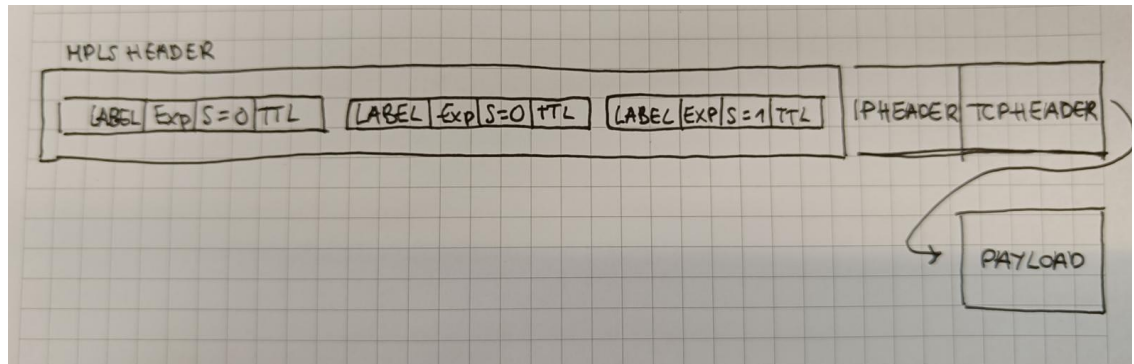 MPLS HEADER
LABEL Exp S=0 TTL LABEL Exp S=0 TTL LABEL EXP S=1 TTL IPHEADER TCPHEADER
PAYLOAD